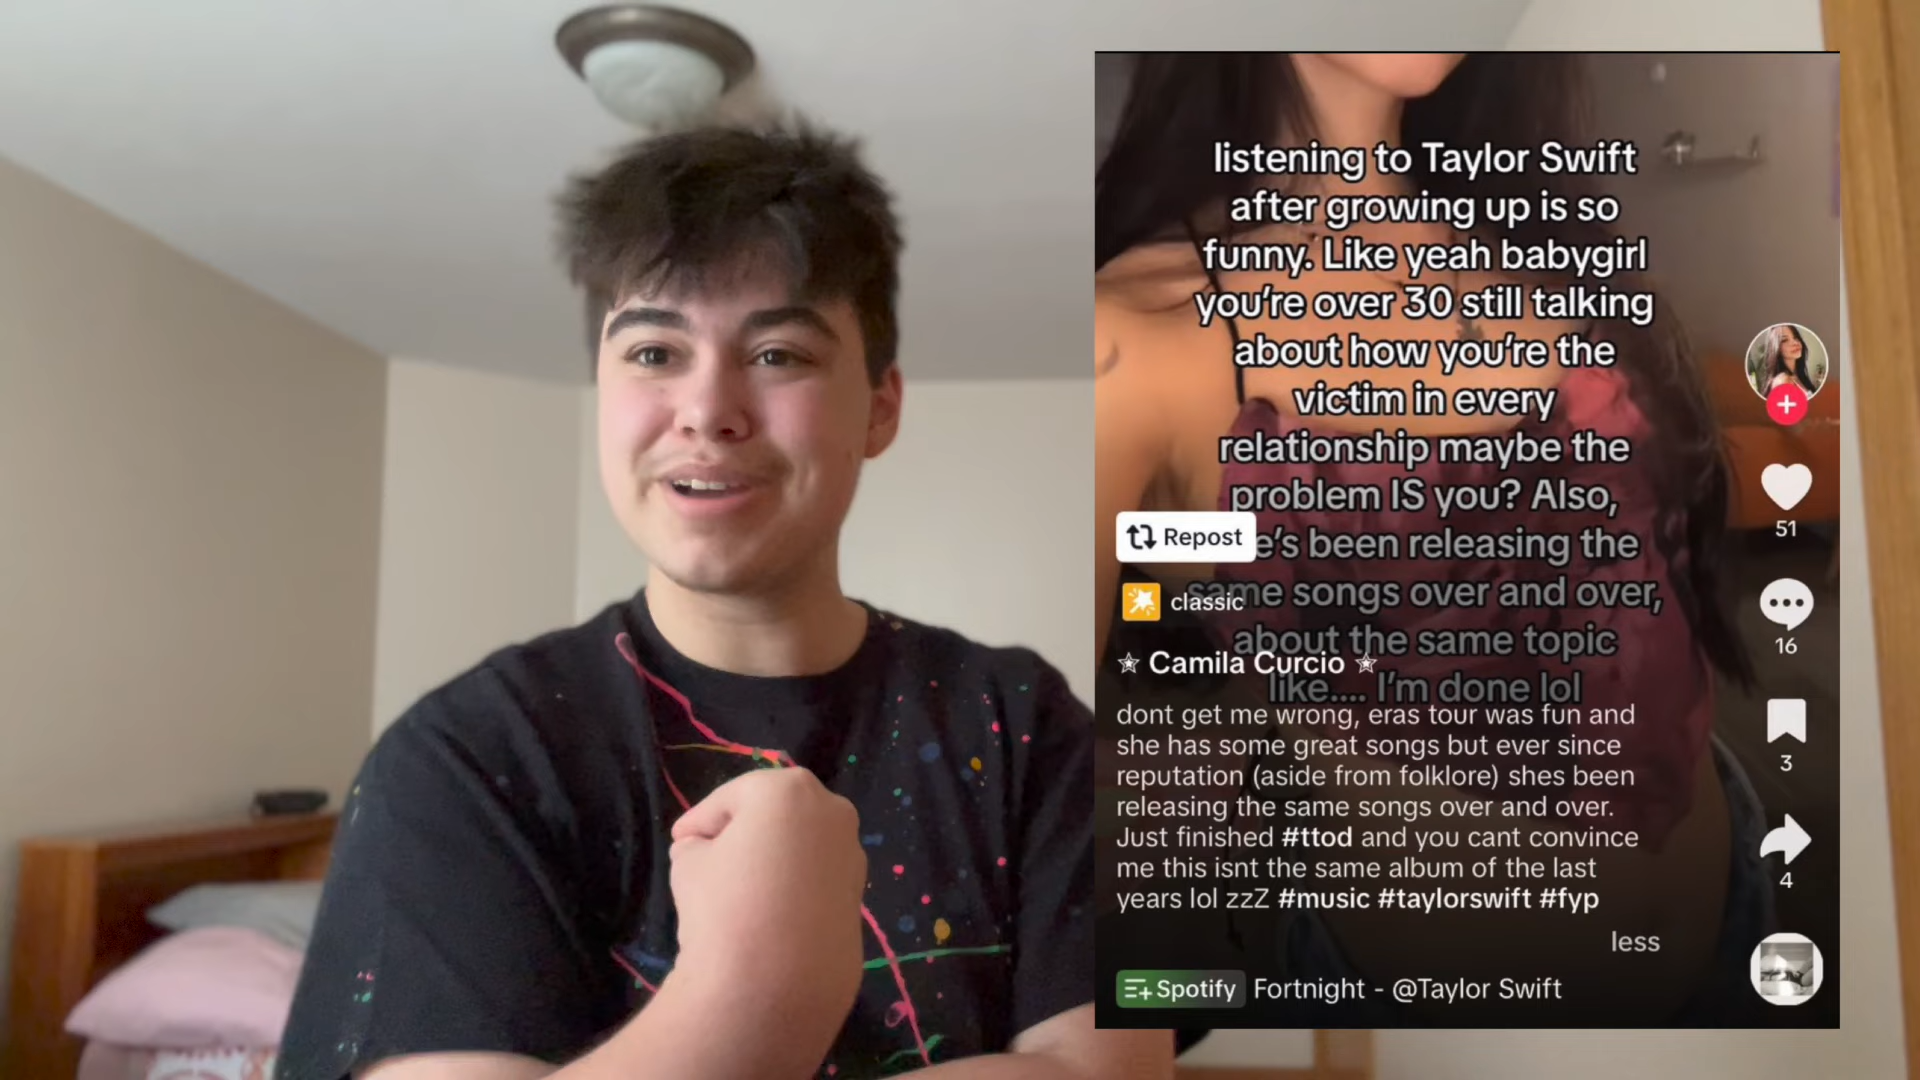 listening to Taylor Swift
after growing up is so
funny. Like yeah babygirl
you're over 30 still talking
about how you're the
victim in every
relationship maybe the
problem IS you? Also,
e's been releasing the
same songs over and over,
about the same topic
like.... I'm done lol
Repost
classic
✭ Camila Curcio ✭
dont get me wrong, eras tour was fun and
she has some great songs but ever since
reputation (aside from folklore) shes been
releasing the same songs over and over.
Just finished #ttod and you cant convince
me this isnt the same album of the last
years lol zzZ #music #taylorswift #fyp
less
Spotify Fortnight - @Taylor Swift
51
16
3
4